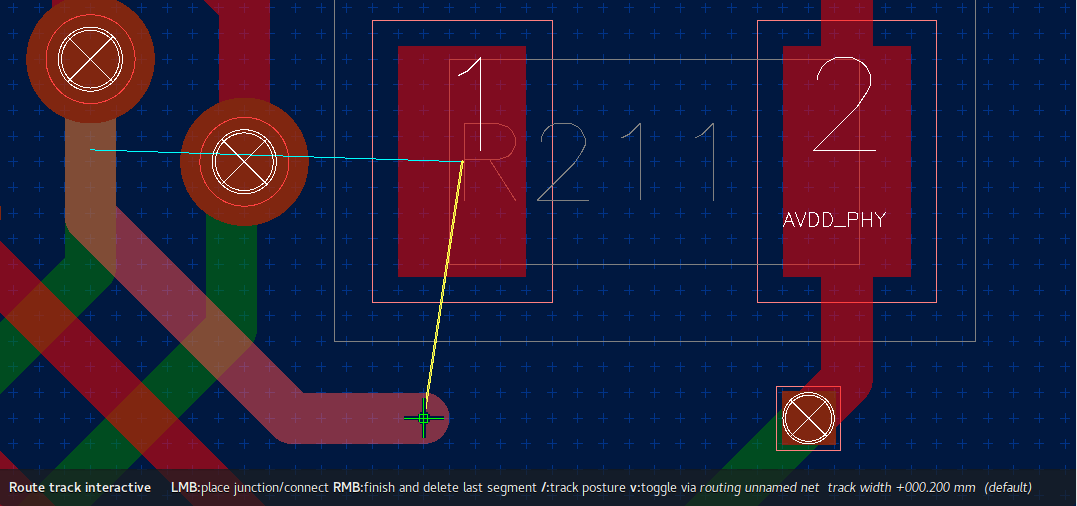 1
2
R211
AVDD_PHY
Route track interactive LMB:place junction/connect RMB:finish and delete last segment /:track posture v:toggle via routing unnamed net track width +000.200 mm (default)